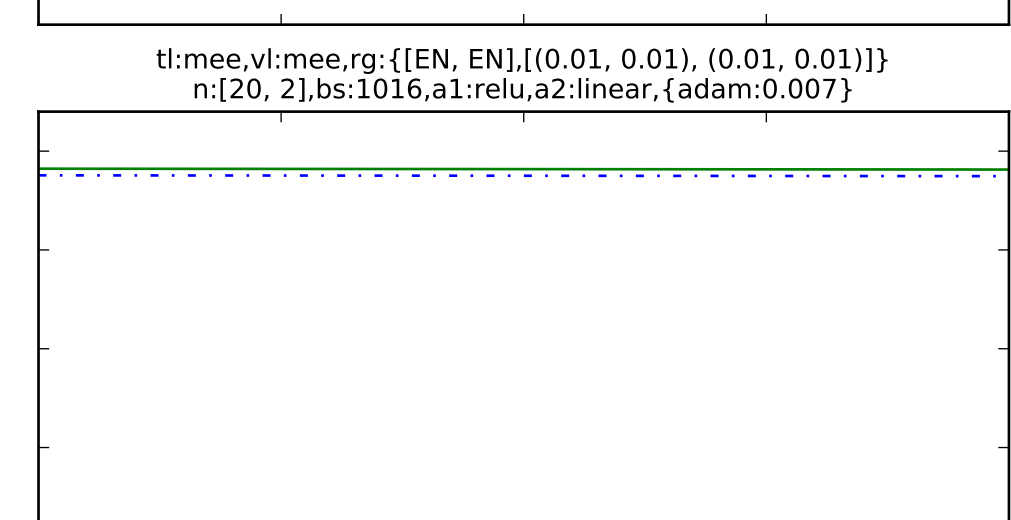 tl:mee,vl:mee,rg:{[EN, EN],[(0.01, 0.01), (0.01, 0.01)]}
n:[20, 2],bs:1016,a1:relu,a2:linear,{adam:0.007}